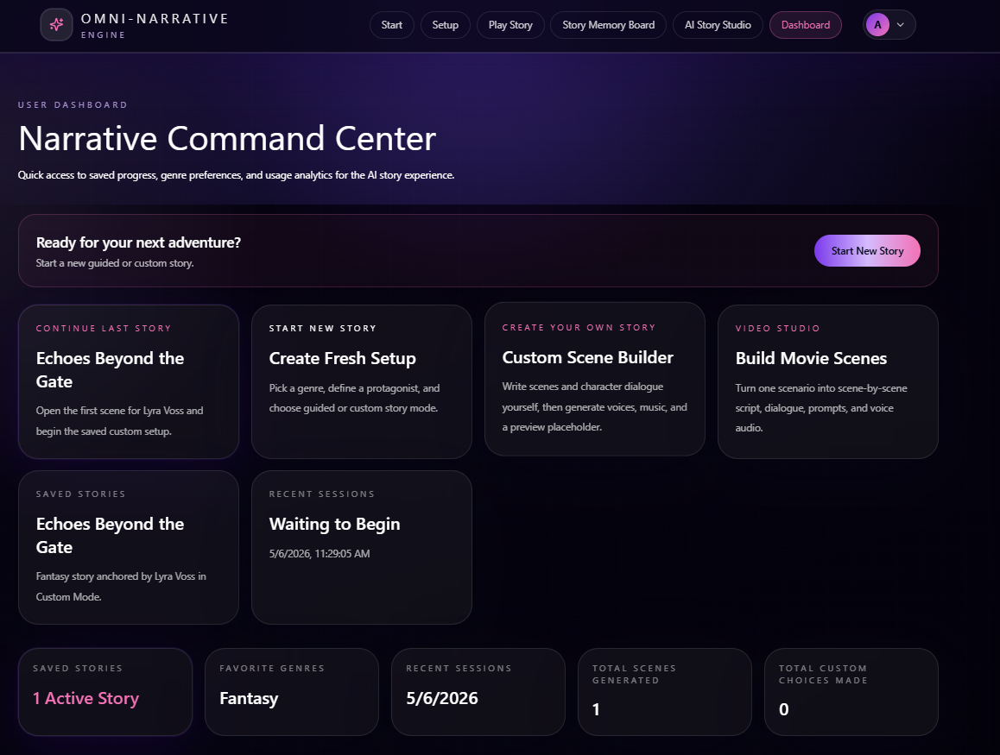 OMNI-NARRATIVE
ENGINE
Start
Setup
Play Story
Story Memory Board
AI Story Studio
Dashboard
A
USER DASHBOARD
Narrative Command Center
Quick access to saved progress, genre preferences, and usage analytics for the AI story experience.
Ready for your next adventure?
Start a new guided or custom story.
Start New Story
CONTINUE LAST STORY
Echoes Beyond the
Gate
Open the first scene for Lyra Voss and
begin the saved custom setup.
START NEW STORY
Create Fresh Setup
Pick a genre, define a protagonist, and
choose guided or custom story mode.
CREATE YOUR OWN STORY
Custom Scene Builder
Write scenes and character dialogue
yourself, then generate voices, music, and
a preview placeholder.
VIDEO STUDIO
Build Movie Scenes
Turn one scenario into scene-by-scene
script, dialogue, prompts, and voice
audio.
SAVED STORIES
Echoes Beyond the
Gate
Fantasy story anchored by Lyra Voss in
Custom Mode.
RECENT SESSIONS
Waiting to Begin
5/6/2026, 11:29:05 AM
SAVED STORIES
1 Active Story
FAVORITE GENRES
Fantasy
RECENT SESSIONS
5/6/2026
TOTAL SCENES
GENERATED
1
TOTAL CUSTOM
CHOICES MADE
0